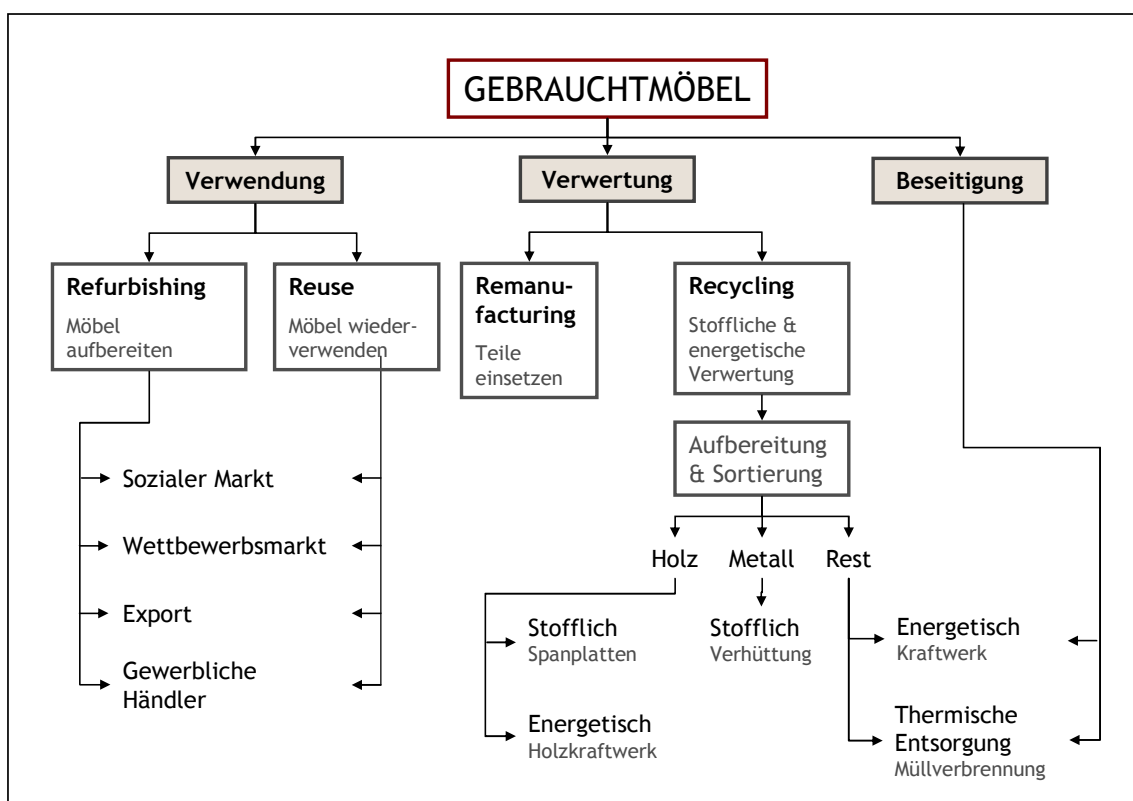 GEBRAUCHTMÖBEL
Verwendung
Verwertung
Beseitigung
Refurbishing
Möbel
aufbereiten
Reuse
Möbel wieder-
verwenden
Remanu-
facturing
Teile
einsetzen
Recycling
Stoffliche &
energetische
Verwertung
Aufbereitung
& Sortierung
Sozialer Markt
Wettbewerbsmarkt
Export
Gewerbliche
Händler
Holz
Metall
Rest
Stofflich
Spanplatten
Energetisch
Holzkraftwerk
Stofflich
Verhüttung
Energetisch
Kraftwerk
Thermische
Entsorgung
Müllverbrennung